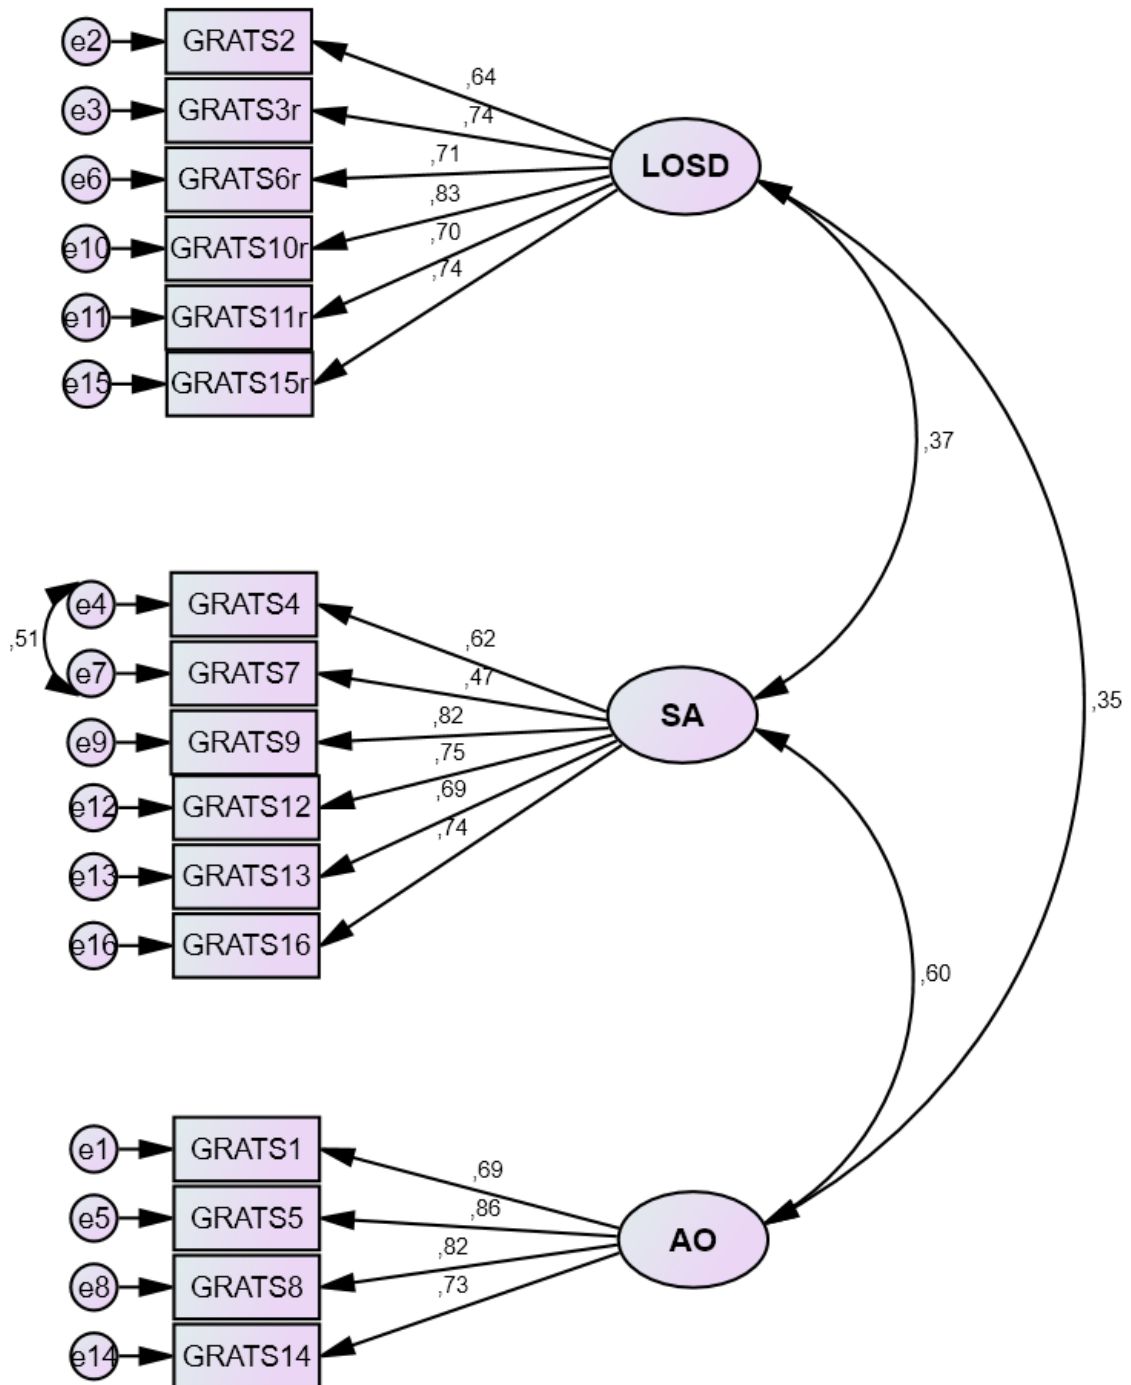 e2 GRATS2
,64
e3 GRATS3r
,74
e6 GRATS6r
,71
LOSD
e10 GRATS10r
,83
e11 GRATS11r
,70
e15 GRATS15r
,74
,37
,35
,51
e4 GRATS4
,62
e7 GRATS7
,47
SA
e9 GRATS9
,82
e12 GRATS12
,75
e13 GRATS13
,69
e16 GRATS16
,74
,60
e1 GRATS1
,69
e5 GRATS5
,86
AO
e8 GRATS8
,82
e14 GRATS14
,73